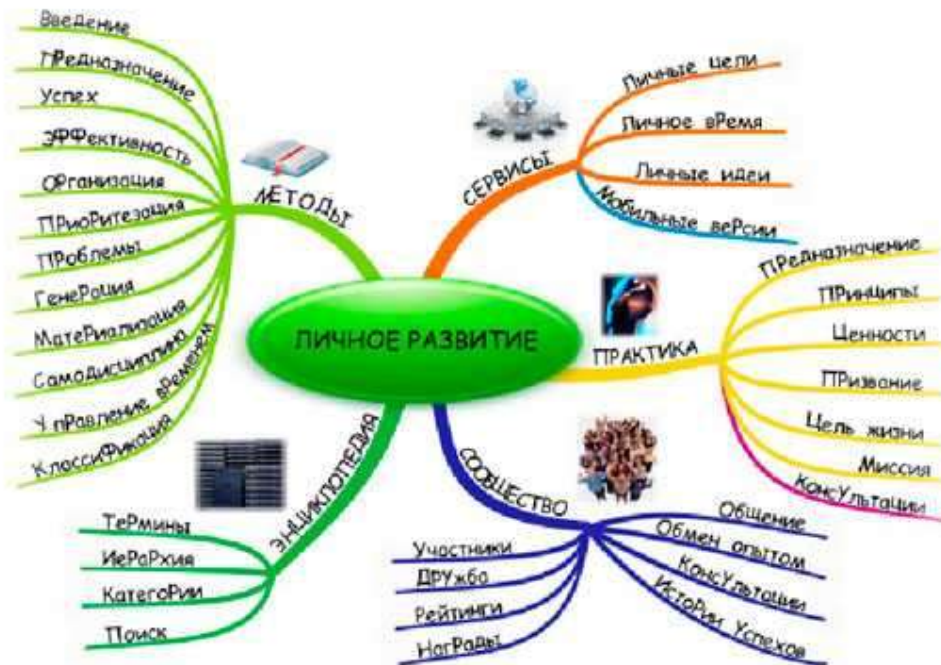 Введение
Предназначение
Успех
Эффективность
Организация
Приоритезация
Проблемы
Генерация
Материализация
Самодисциплина
Управление временем
Классификация
МЕТОДЫ
СЕРВИСЫ
Личные цели
Личное время
Личные идеи
Мобильные версии
ЛИЧНОЕ РАЗВИТИЕ
ПРАКТИКА
Предназначение
Принципы
Ценности
Призвание
Цель жизни
Миссия
Консультации
ЭНЦИКЛОПЕДИЯ
Термины
Иерархия
Категории
Поиск
СООБЩЕСТВО
Участники
Дружба
Рейтинги
Награды
Общение
Обмен опытом
Консультации
Истории Успехов